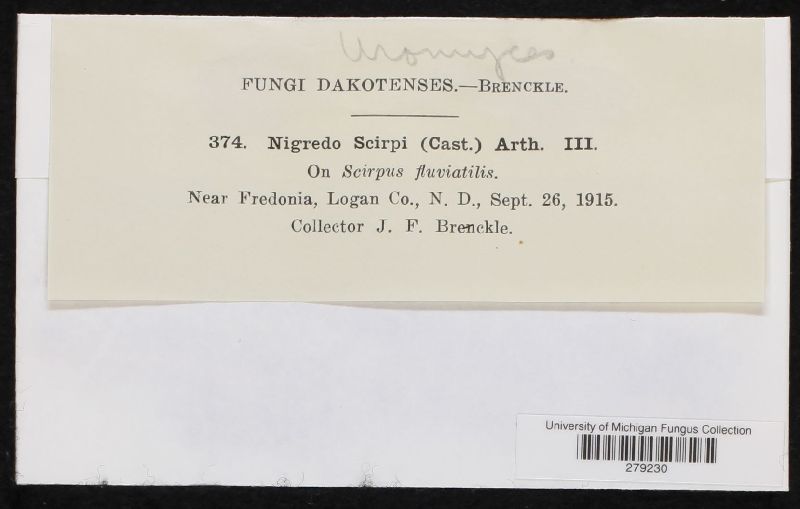 Uromyces
FUNGI DAKOTENSES.—BRENCKLE.
374. Nigredo Scirpi (Cast.) Arth. III.
On Scirpus fluviatilis.
Near Fredonia, Logan Co., N. D., Sept. 26, 1915.
Collector J. F. Brenckle.
University of Michigan Fungus Collection
279230